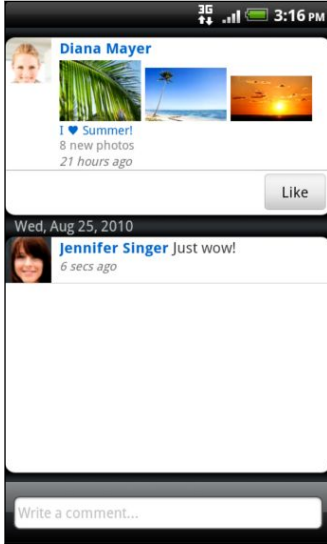 3G 3:16 PM
Diana Mayer
I ♥ Summer!
8 new photos
21 hours ago
Like
Wed, Aug 25, 2010
Jennifer Singer Just wow!
6 secs ago
Write a comment...